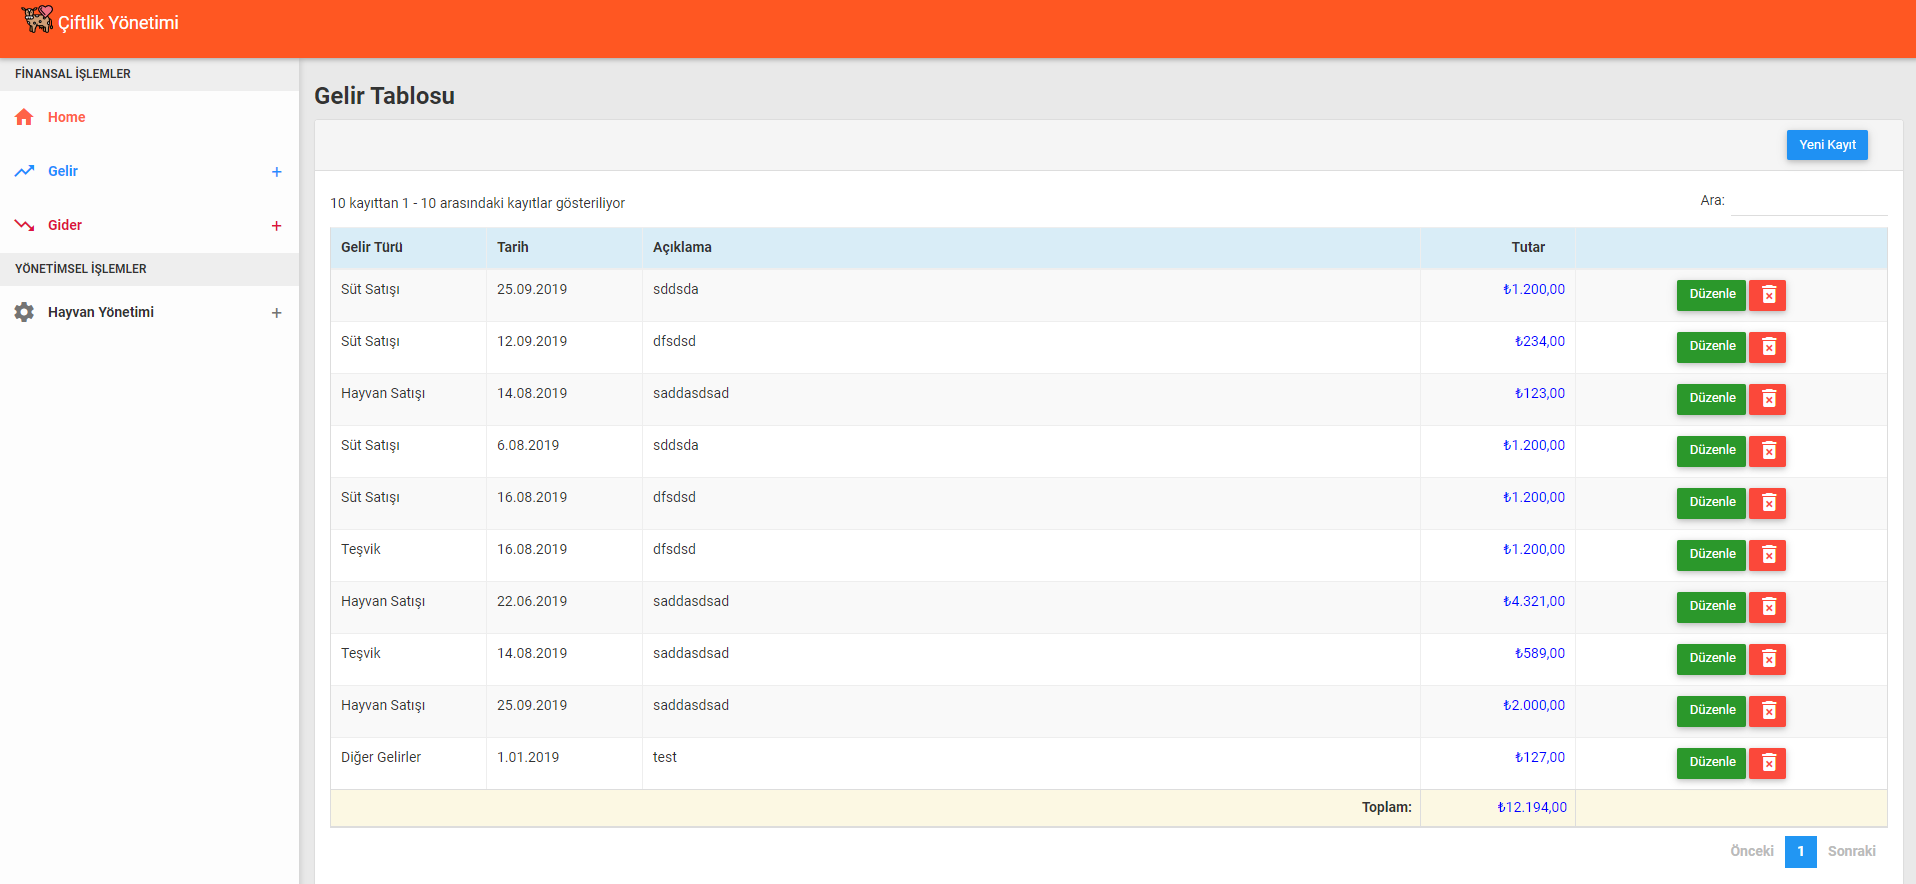 Çiftlik Yönetimi
FİNANSAL İŞLEMLER
Home
Gelir +
Gider +
YÖNETİMSEL İŞLEMLER
Hayvan Yönetimi +
Gelir Tablosu
Yeni Kayıt
10 kayıttan 1 - 10 arasındaki kayıtlar gösteriliyor
Ara:
Gelir Türü Tarih Açıklama Tutar
Süt Satışı 25.09.2019 sddsda ₺1.200,00 Düzenle
Süt Satışı 12.09.2019 dfsdsd ₺234,00 Düzenle
Hayvan Satışı 14.08.2019 saddasdsad ₺123,00 Düzenle
Süt Satışı 6.08.2019 sddsda ₺1.200,00 Düzenle
Süt Satışı 16.08.2019 dfsdsd ₺1.200,00 Düzenle
Teşvik 16.08.2019 dfsdsd ₺1.200,00 Düzenle
Hayvan Satışı 22.06.2019 saddasdsad ₺4.321,00 Düzenle
Teşvik 14.08.2019 saddasdsad ₺589,00 Düzenle
Hayvan Satışı 25.09.2019 saddasdsad ₺2.000,00 Düzenle
Diğer Gelirler 1.01.2019 test ₺127,00 Düzenle
Toplam: ₺12.194,00
Önceki 1 Sonraki